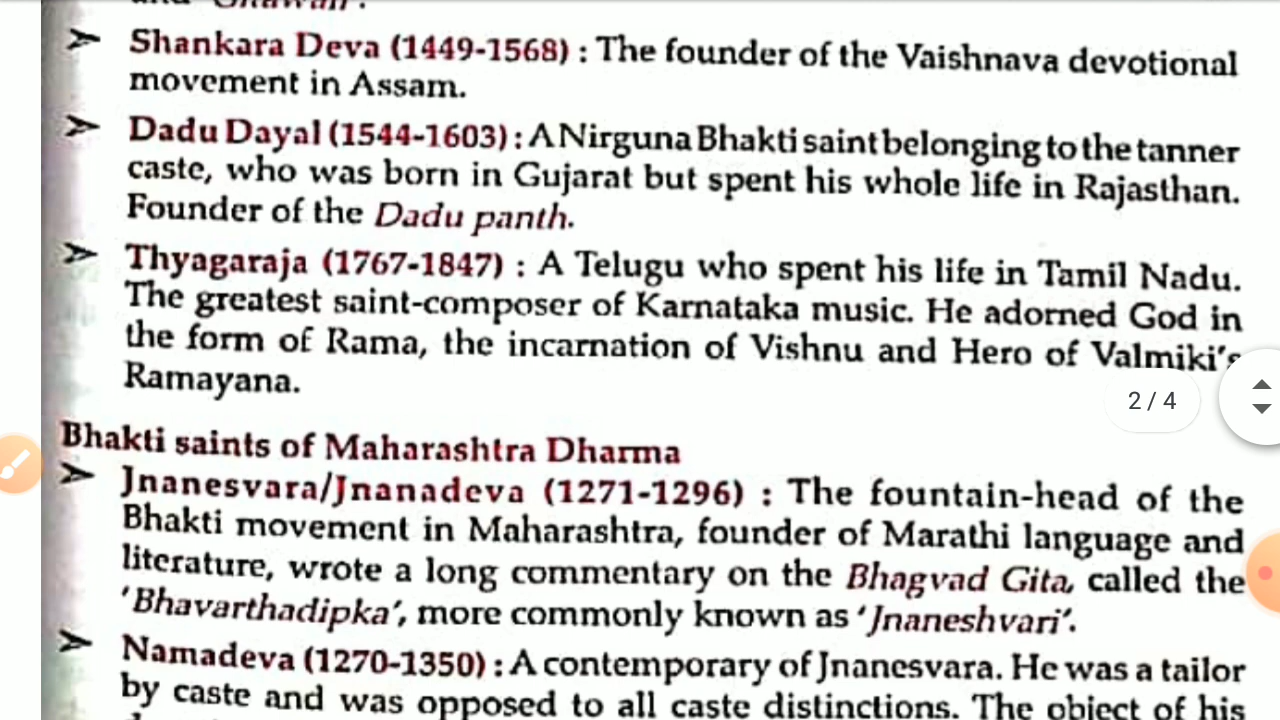 and 'Ghawan'.
➢ Shankara Deva (1449-1568) : The founder of the Vaishnava devotional
movement in Assam.
➢ Dadu Dayal (1544-1603) : A Nirguna Bhakti saint belonging to the tanner
caste, who was born in Gujarat but spent his whole life in Rajasthan.
Founder of the Dadu panth.
➢ Thyagaraja (1767-1847) : A Telugu who spent his life in Tamil Nadu.
The greatest saint-composer of Karnataka music. He adorned God in
the form of Rama, the incarnation of Vishnu and Hero of Valmiki's
Ramayana.
2 / 4
Bhakti saints of Maharashtra Dharma
➢ Jnanesvara/Jnanadeva (1271-1296) : The fountain-head of the
Bhakti movement in Maharashtra, founder of Marathi language and
literature, wrote a long commentary on the Bhagvad Gita, called the
'Bhavarthadipka', more commonly known as 'Jnaneshvari'.
➢ Namadeva (1270-1350) : A contemporary of Jnanesvara. He was a tailor
by caste and was opposed to all caste distinctions. The object of his